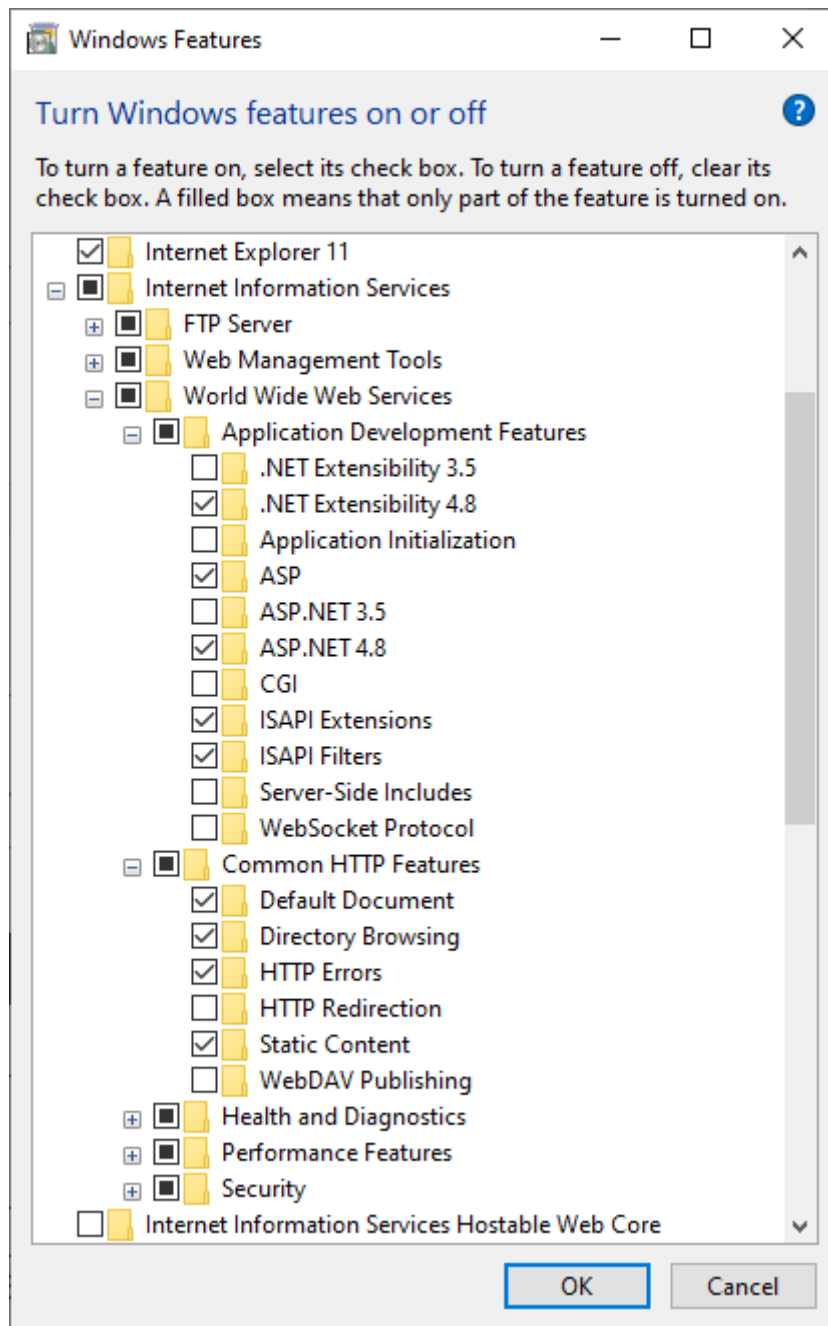 Windows Features
Turn Windows features on or off
To turn a feature on, select its check box. To turn a feature off, clear its
check box. A filled box means that only part of the feature is turned on.
Internet Explorer 11
Internet Information Services
FTP Server
Web Management Tools
World Wide Web Services
Application Development Features
.NET Extensibility 3.5
.NET Extensibility 4.8
Application Initialization
ASP
ASP.NET 3.5
ASP.NET 4.8
CGI
ISAPI Extensions
ISAPI Filters
Server-Side Includes
WebSocket Protocol
Common HTTP Features
Default Document
Directory Browsing
HTTP Errors
HTTP Redirection
Static Content
WebDAV Publishing
Health and Diagnostics
Performance Features
Security
Internet Information Services Hostable Web Core
OK Cancel